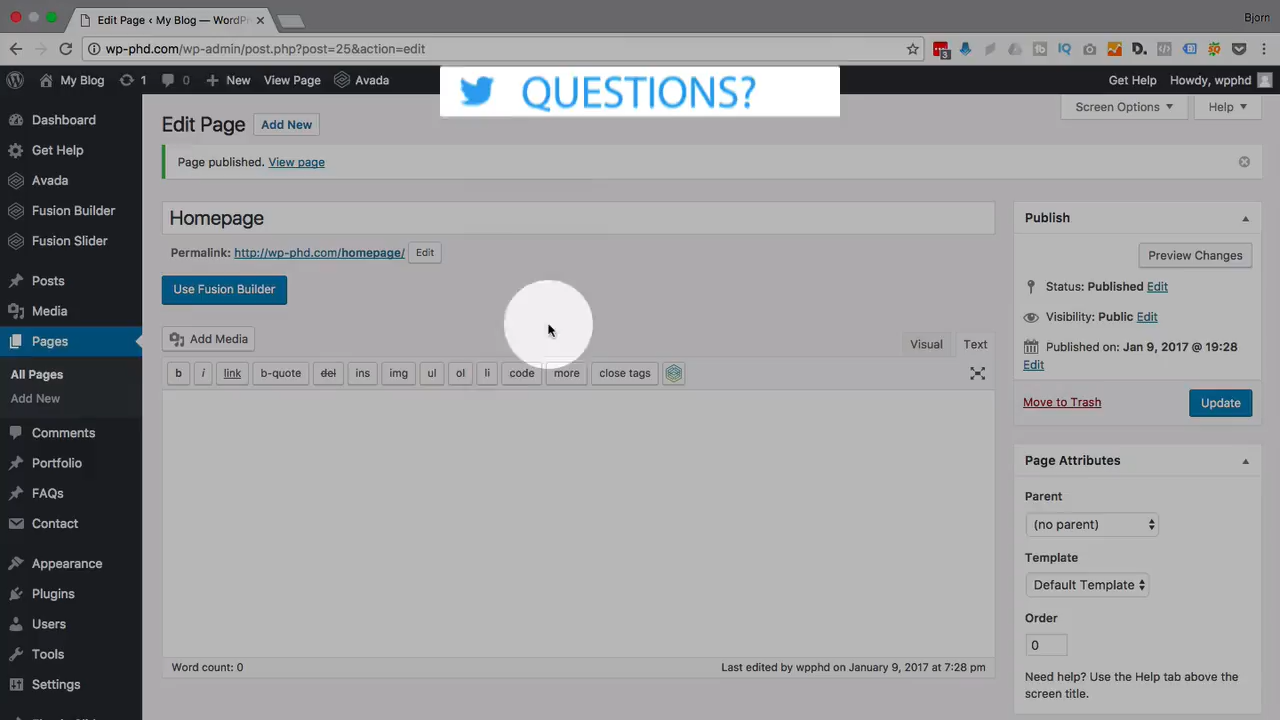 Edit Page ‹ My Blog — WordPr
Bjorn
wp-phd.com/wp-admin/post.php?post=25&action=edit
3
My Blog
1
0
New
View Page
Avada
Get Help
Howdy, wpphd
QUESTIONS?
Screen Options
Help
Edit Page
Add New
Page published. View page
Dashboard
Get Help
Avada
Fusion Builder
Fusion Slider
Posts
Media
Pages
All Pages
Add New
Comments
Portfolio
FAQs
Contact
Appearance
Plugins
Users
Tools
Settings
Homepage
Permalink: http://wp-phd.com/homepage/ Edit
Use Fusion Builder
Add Media
Visual
Text
b
i
link
b-quote
del
ins
img
ul
ol
li
code
more
close tags
Word count: 0
Last edited by wpphd on January 9, 2017 at 7:28 pm
Publish
Preview Changes
Status: Published Edit
Visibility: Public Edit
Published on: Jan 9, 2017 @ 19:28
Edit
Move to Trash
Update
Page Attributes
Parent
(no parent)
Template
Default Template
Order
0
Need help? Use the Help tab above the
screen title.